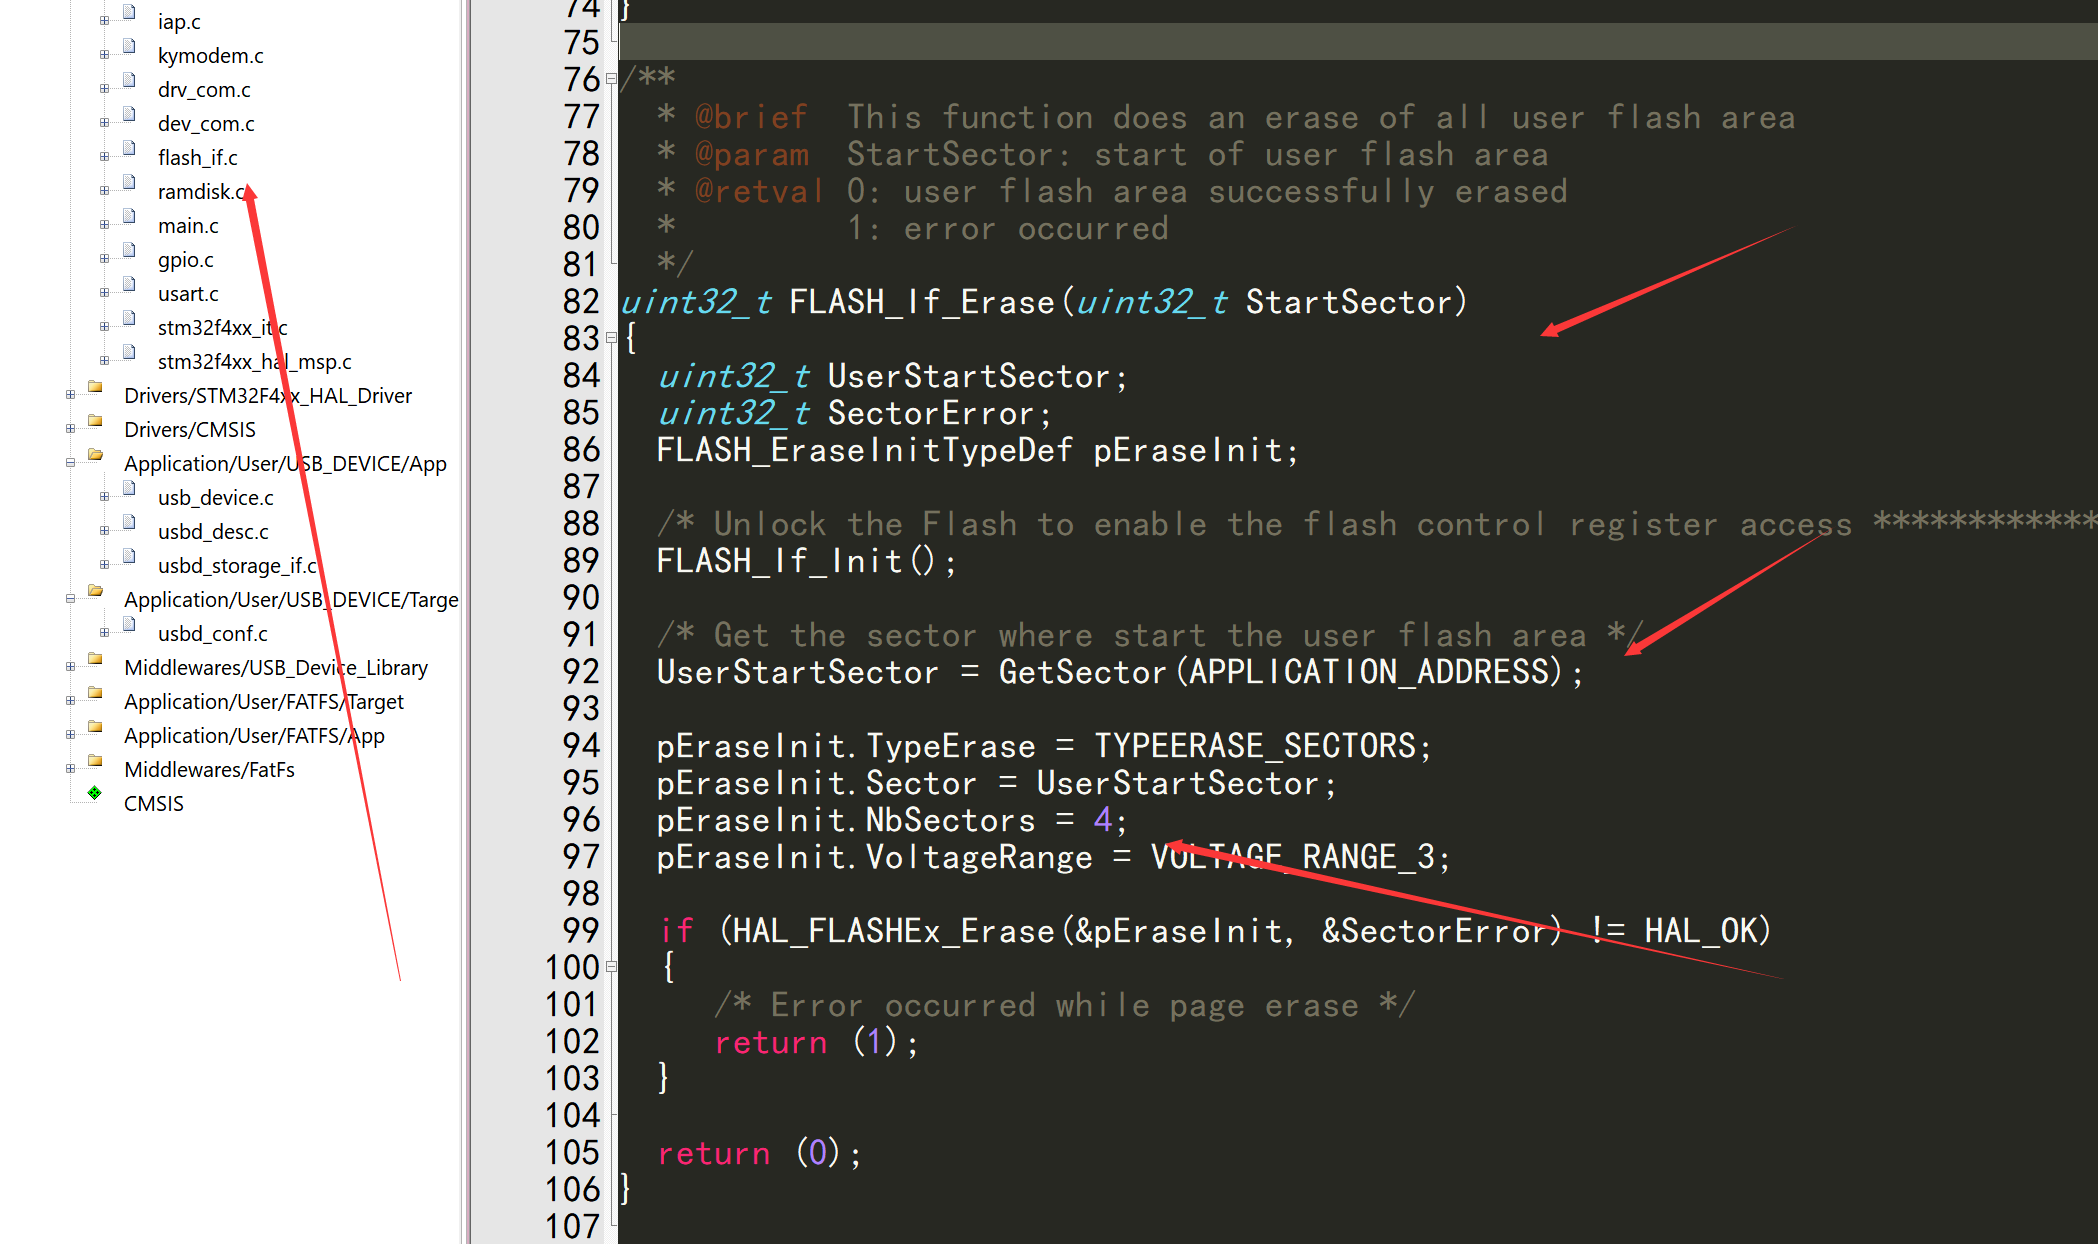 iap.c
kymodem.c
drv_com.c
dev_com.c
flash_if.c
ramdisk.c
main.c
gpio.c
usart.c
stm32f4xx_it.c
stm32f4xx_hal_msp.c
Drivers/STM32F4xx_HAL_Driver
Drivers/CMSIS
Application/User/USB_DEVICE/App
usb_device.c
usbd_desc.c
usbd_storage_if.c
Application/User/USB_DEVICE/Targe
usbd_conf.c
Middlewares/USB_Device_Library
Application/User/FATFS/Target
Application/User/FATFS/App
Middlewares/FatFs
CMSIS
74 }
75
76 /**
77 * @brief  This function does an erase of all user flash area
78 * @param  StartSector: start of user flash area
79 * @retval 0: user flash area successfully erased
80 *         1: error occurred
81 */
82 uint32_t FLASH_If_Erase(uint32_t StartSector)
83 {
84 uint32_t UserStartSector;
85 uint32_t SectorError;
86 FLASH_EraseInitTypeDef pEraseInit;
87
88 /* Unlock the Flash to enable the flash control register access ************
89 FLASH_If_Init();
90
91 /* Get the sector where start the user flash area */
92 UserStartSector = GetSector(APPLICATION_ADDRESS);
93
94 pEraseInit.TypeErase = TYPEERASE_SECTORS;
95 pEraseInit.Sector = UserStartSector;
96 pEraseInit.NbSectors = 4;
97 pEraseInit.VoltageRange = VOLTAGE_RANGE_3;
98
99 if (HAL_FLASHEx_Erase(&pEraseInit, &SectorError) != HAL_OK)
100 {
101 /* Error occurred while page erase */
102 return (1);
103 }
104
105 return (0);
106 }
107